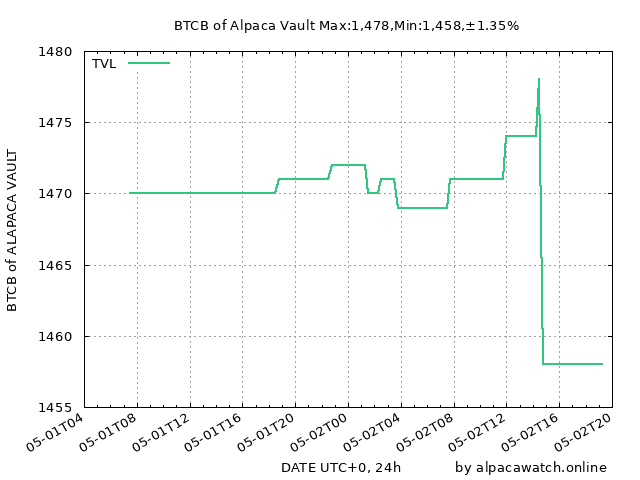 BTCB of Alpaca Vault Max:1,478,Min:1,458,±1.35%
TVL
1480
1475
1470
1465
1460
1455
BTCB of ALAPACA VAULT
05-01T04
05-01T08
05-01T12
05-01T16
05-01T20
05-02T00
05-02T04
05-02T08
05-02T12
05-02T16
05-02T20
DATE UTC+0, 24h
by alpacawatch.online